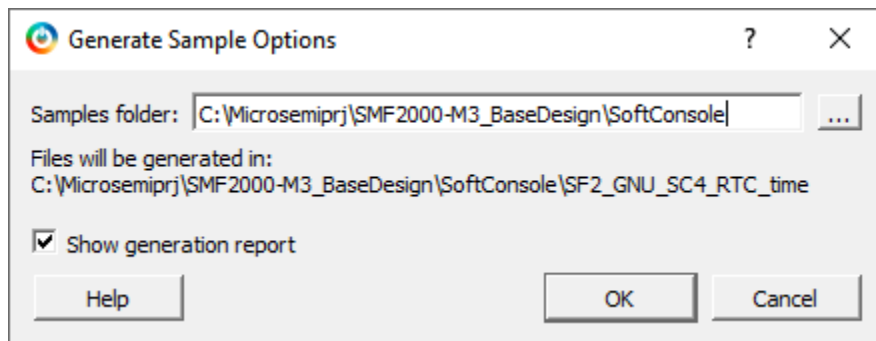 Generate Sample Options
Samples folder: C:\Microsemiprj\SMF2000-M3_BaseDesign\SoftConsole ...
Files will be generated in:
C:\Microsemiprj\SMF2000-M3_BaseDesign\SoftConsole\SF2_GNU_SC4_RTC_time
Show generation report
Help OK Cancel